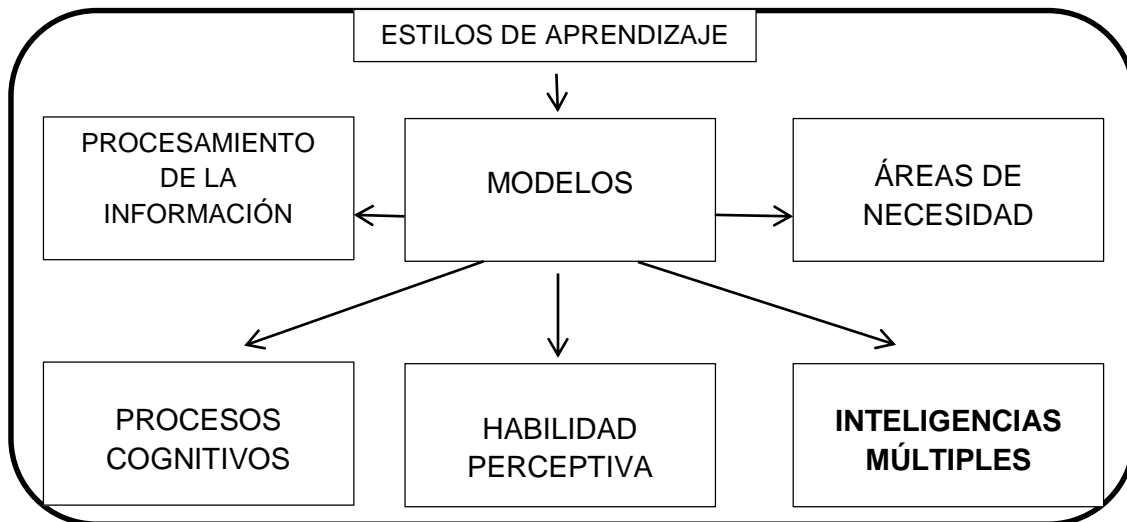 ESTILOS DE APRENDIZAJE
PROCESAMIENTO
DE LA
INFORMACIÓN
MODELOS
ÁREAS DE
NECESIDAD
PROCESOS
COGNITIVOS
HABILIDAD
PERCEPTIVA
INTELIGENCIAS
MÚLTIPLES